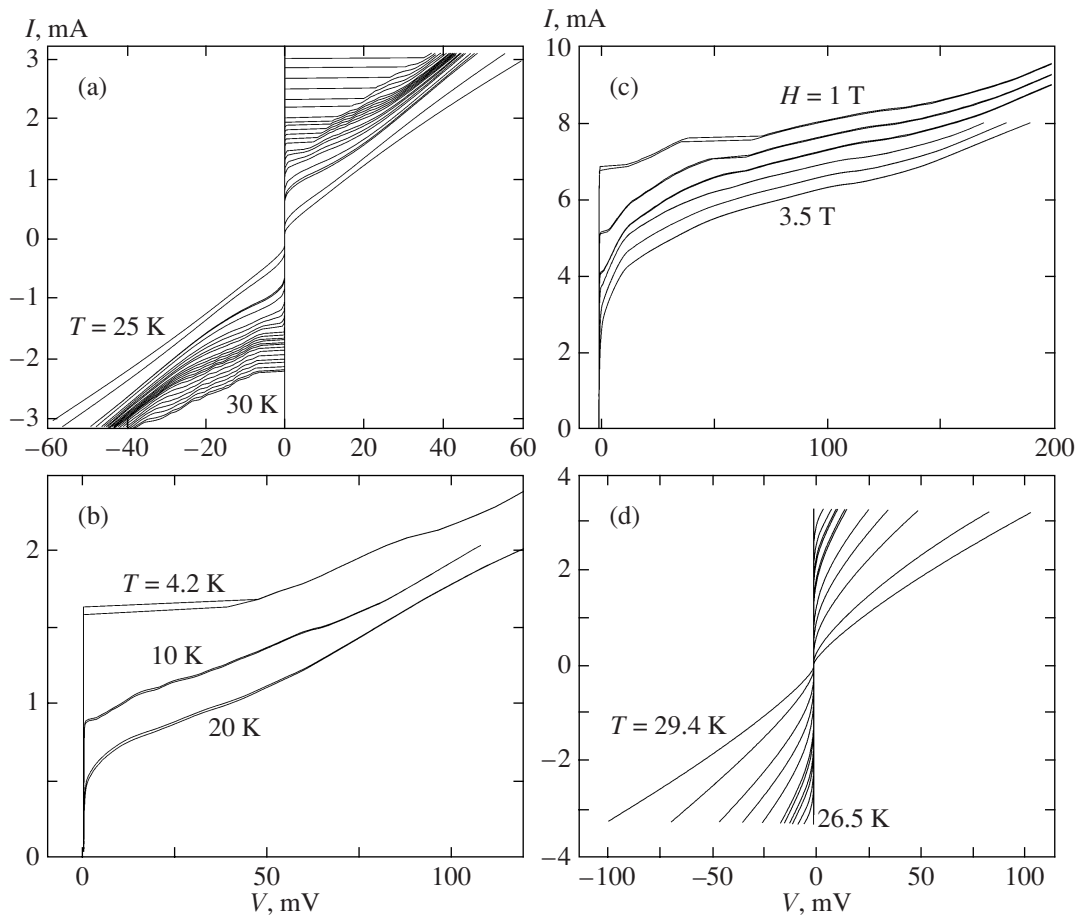 I, mA
3
2
1
0
−1
−2
−3
(a)
T = 25 K
30 K
−60 −40 −20 0 20 40 60
I, mA
10
8
6
4
2
0
(c)
H = 1 T
3.5 T
0 100 200
(b)
2
1
0
T = 4.2 K
10 K
20 K
0 50 100
V, mV
(d)
4
2
0
−2
−4
T = 29.4 K
26.5 K
−100 −50 0 50 100
V, mV